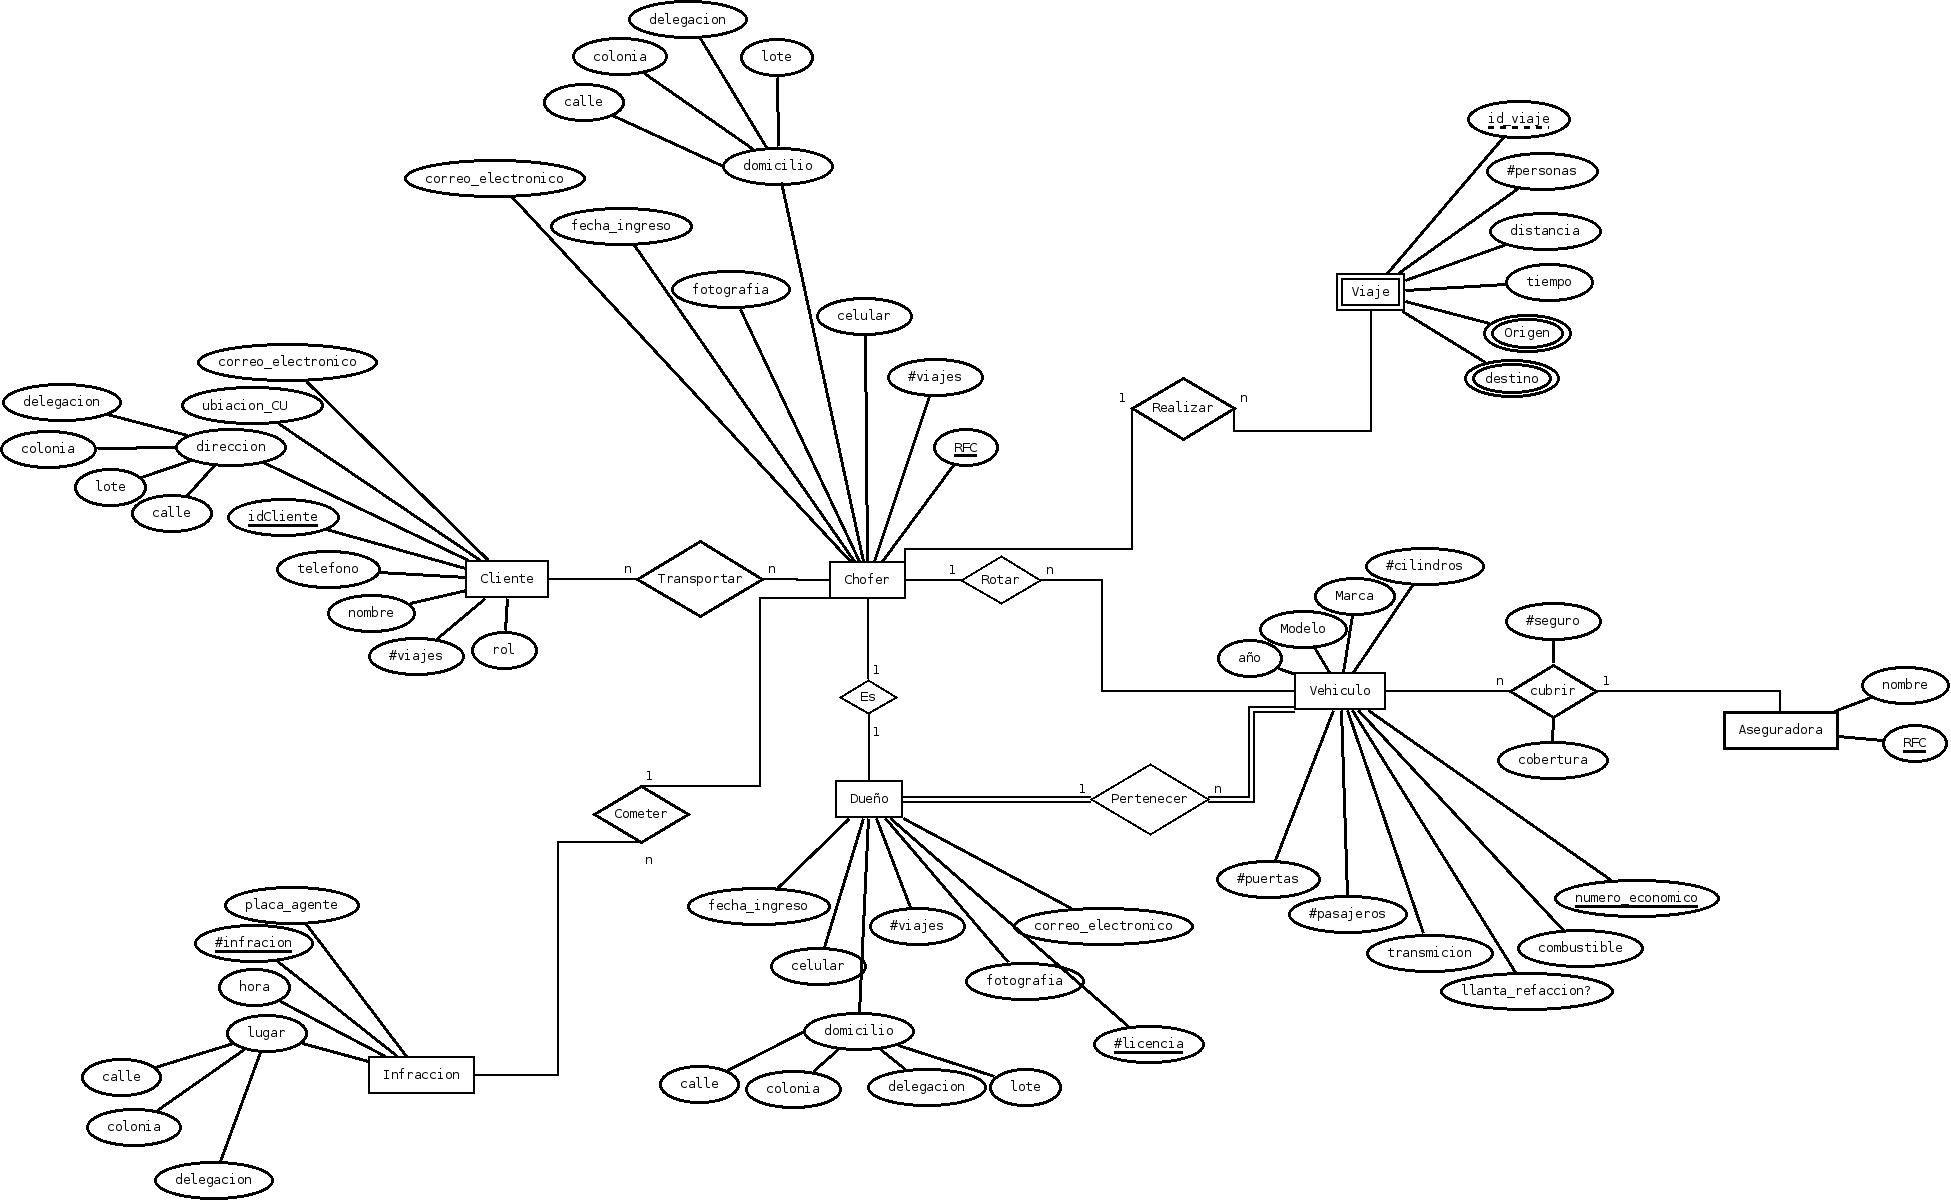 delegacion
colonia
lote
calle
domicilio
correo_electronico
fecha_ingreso
fotografia
celular
#viajes
RFC
id_viaje
#personas
distancia
tiempo
Origen
destino
Viaje
1
Realizar
n
correo_electronico
ubiacion_CU
delegacion
direccion
colonia
lote
calle
idCliente
telefono
nombre
#viajes
rol
Cliente
n
Transportar
n
Chofer
1
Rotar
n
#cilindros
Marca
Modelo
año
Vehiculo
n
cubrir
1
#seguro
cobertura
Aseguradora
nombre
RFC
1
Es
1
Dueño
1
Pertenecer
n
1
Cometer
n
#puertas
#pasajeros
transmicion
llanta_refaccion?
combustible
numero_economico
fecha_ingreso
celular
#viajes
correo_electronico
fotografia
#licencia
domicilio
calle
colonia
delegacion
lote
placa_agente
#infracion
hora
lugar
Infraccion
calle
colonia
delegacion